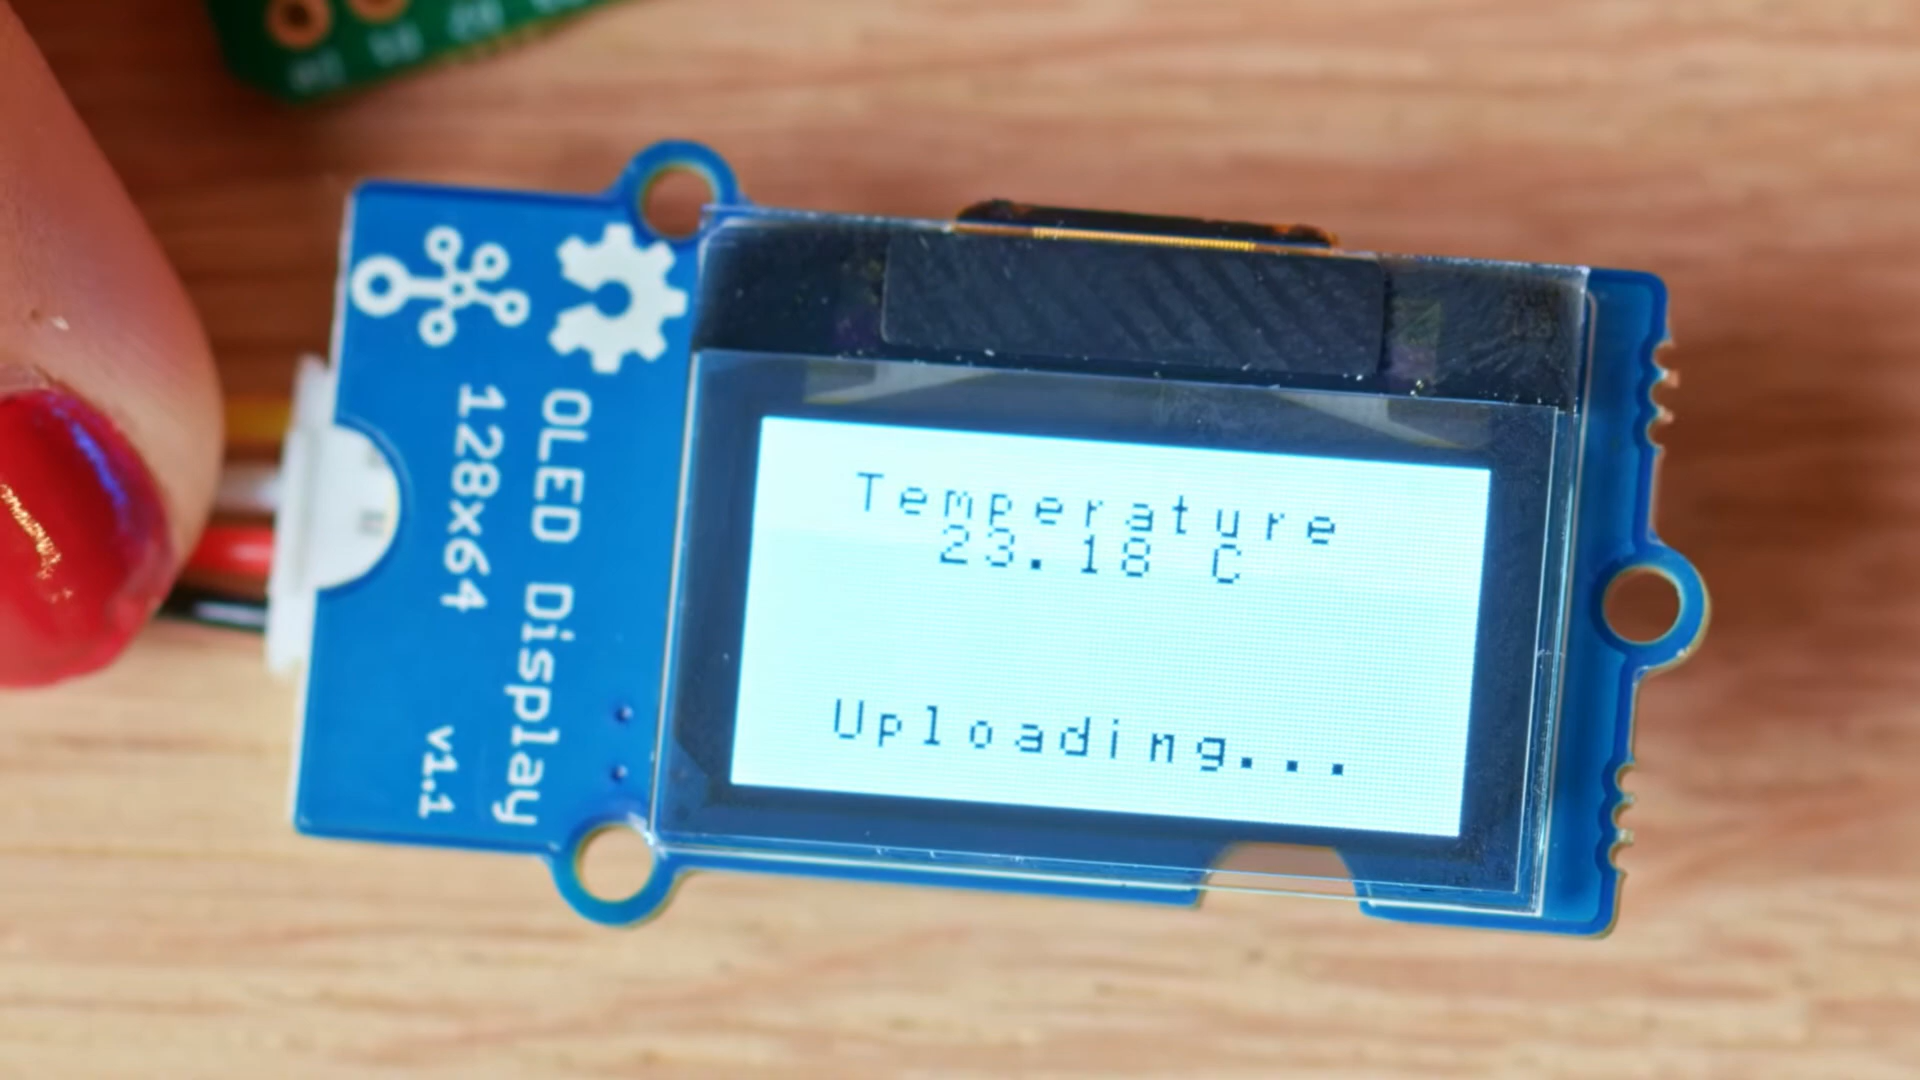 OLED Display
128x64
v1.1
Temperature
23.18 C
Uploading...